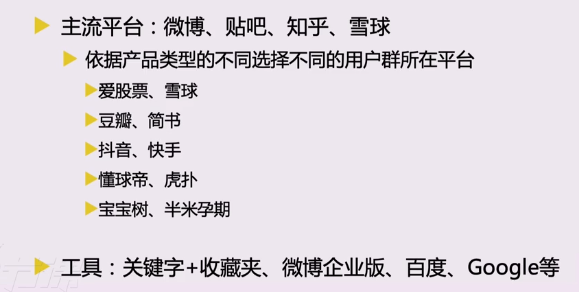 主流平台：微博、贴吧、知乎、雪球
依据产品类型的不同选择不同的用户群所在平台
爱股票、雪球
豆瓣、简书
抖音、快手
懂球帝、虎扑
宝宝树、半米孕期
工具：关键字+收藏夹、微博企业版、百度、Google等